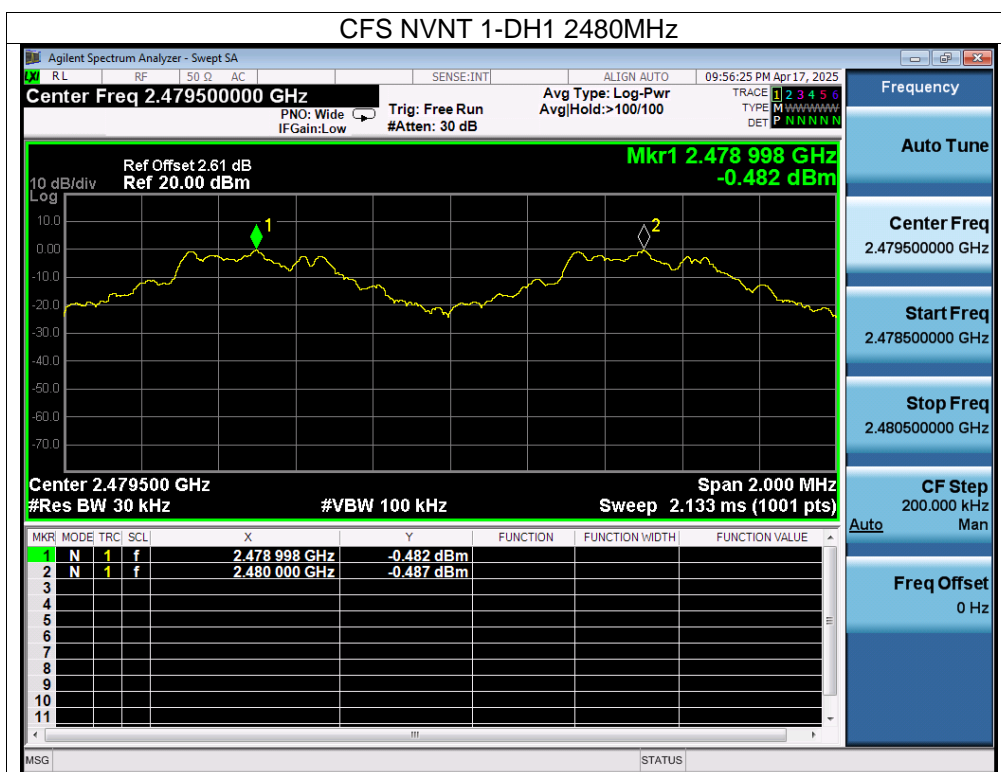 CFS NVNT 1-DH1 2480MHz
Agilent Spectrum Analyzer - Swept SA
LXI RL RF 50 Ω AC SENSE:INT ALIGN AUTO 09:56:25 PM Apr 17, 2025
Center Freq 2.479500000 GHz Avg Type: Log-Pwr TRACE 1 2 3 4 5 6
PNO: Wide Trig: Free Run Avg|Hold:>100/100 TYPE M WWWWW
IFGain:Low #Atten: 30 dB DET P N N N N N
Mkr1 2.478 998 GHz
-0.482 dBm
Ref Offset 2.61 dB
10 dB/div Ref 20.00 dBm
Log
10.0
0.00
-10.0
-20.0
-30.0
-40.0
-50.0
-60.0
-70.0
1
2
Center 2.479500 GHz Span 2.000 MHz
#Res BW 30 kHz #VBW 100 kHz Sweep 2.133 ms (1001 pts)
MKR MODE TRC SCL X Y FUNCTION FUNCTION WIDTH FUNCTION VALUE
1 N 1 f 2.478 998 GHz -0.482 dBm
2 N 1 f 2.480 000 GHz -0.487 dBm
3
4
5
6
7
8
9
10
11
MSG STATUS
Frequency
Auto Tune
Center Freq
2.479500000 GHz
Start Freq
2.478500000 GHz
Stop Freq
2.480500000 GHz
CF Step
200.000 kHz
Auto Man
Freq Offset
0 Hz